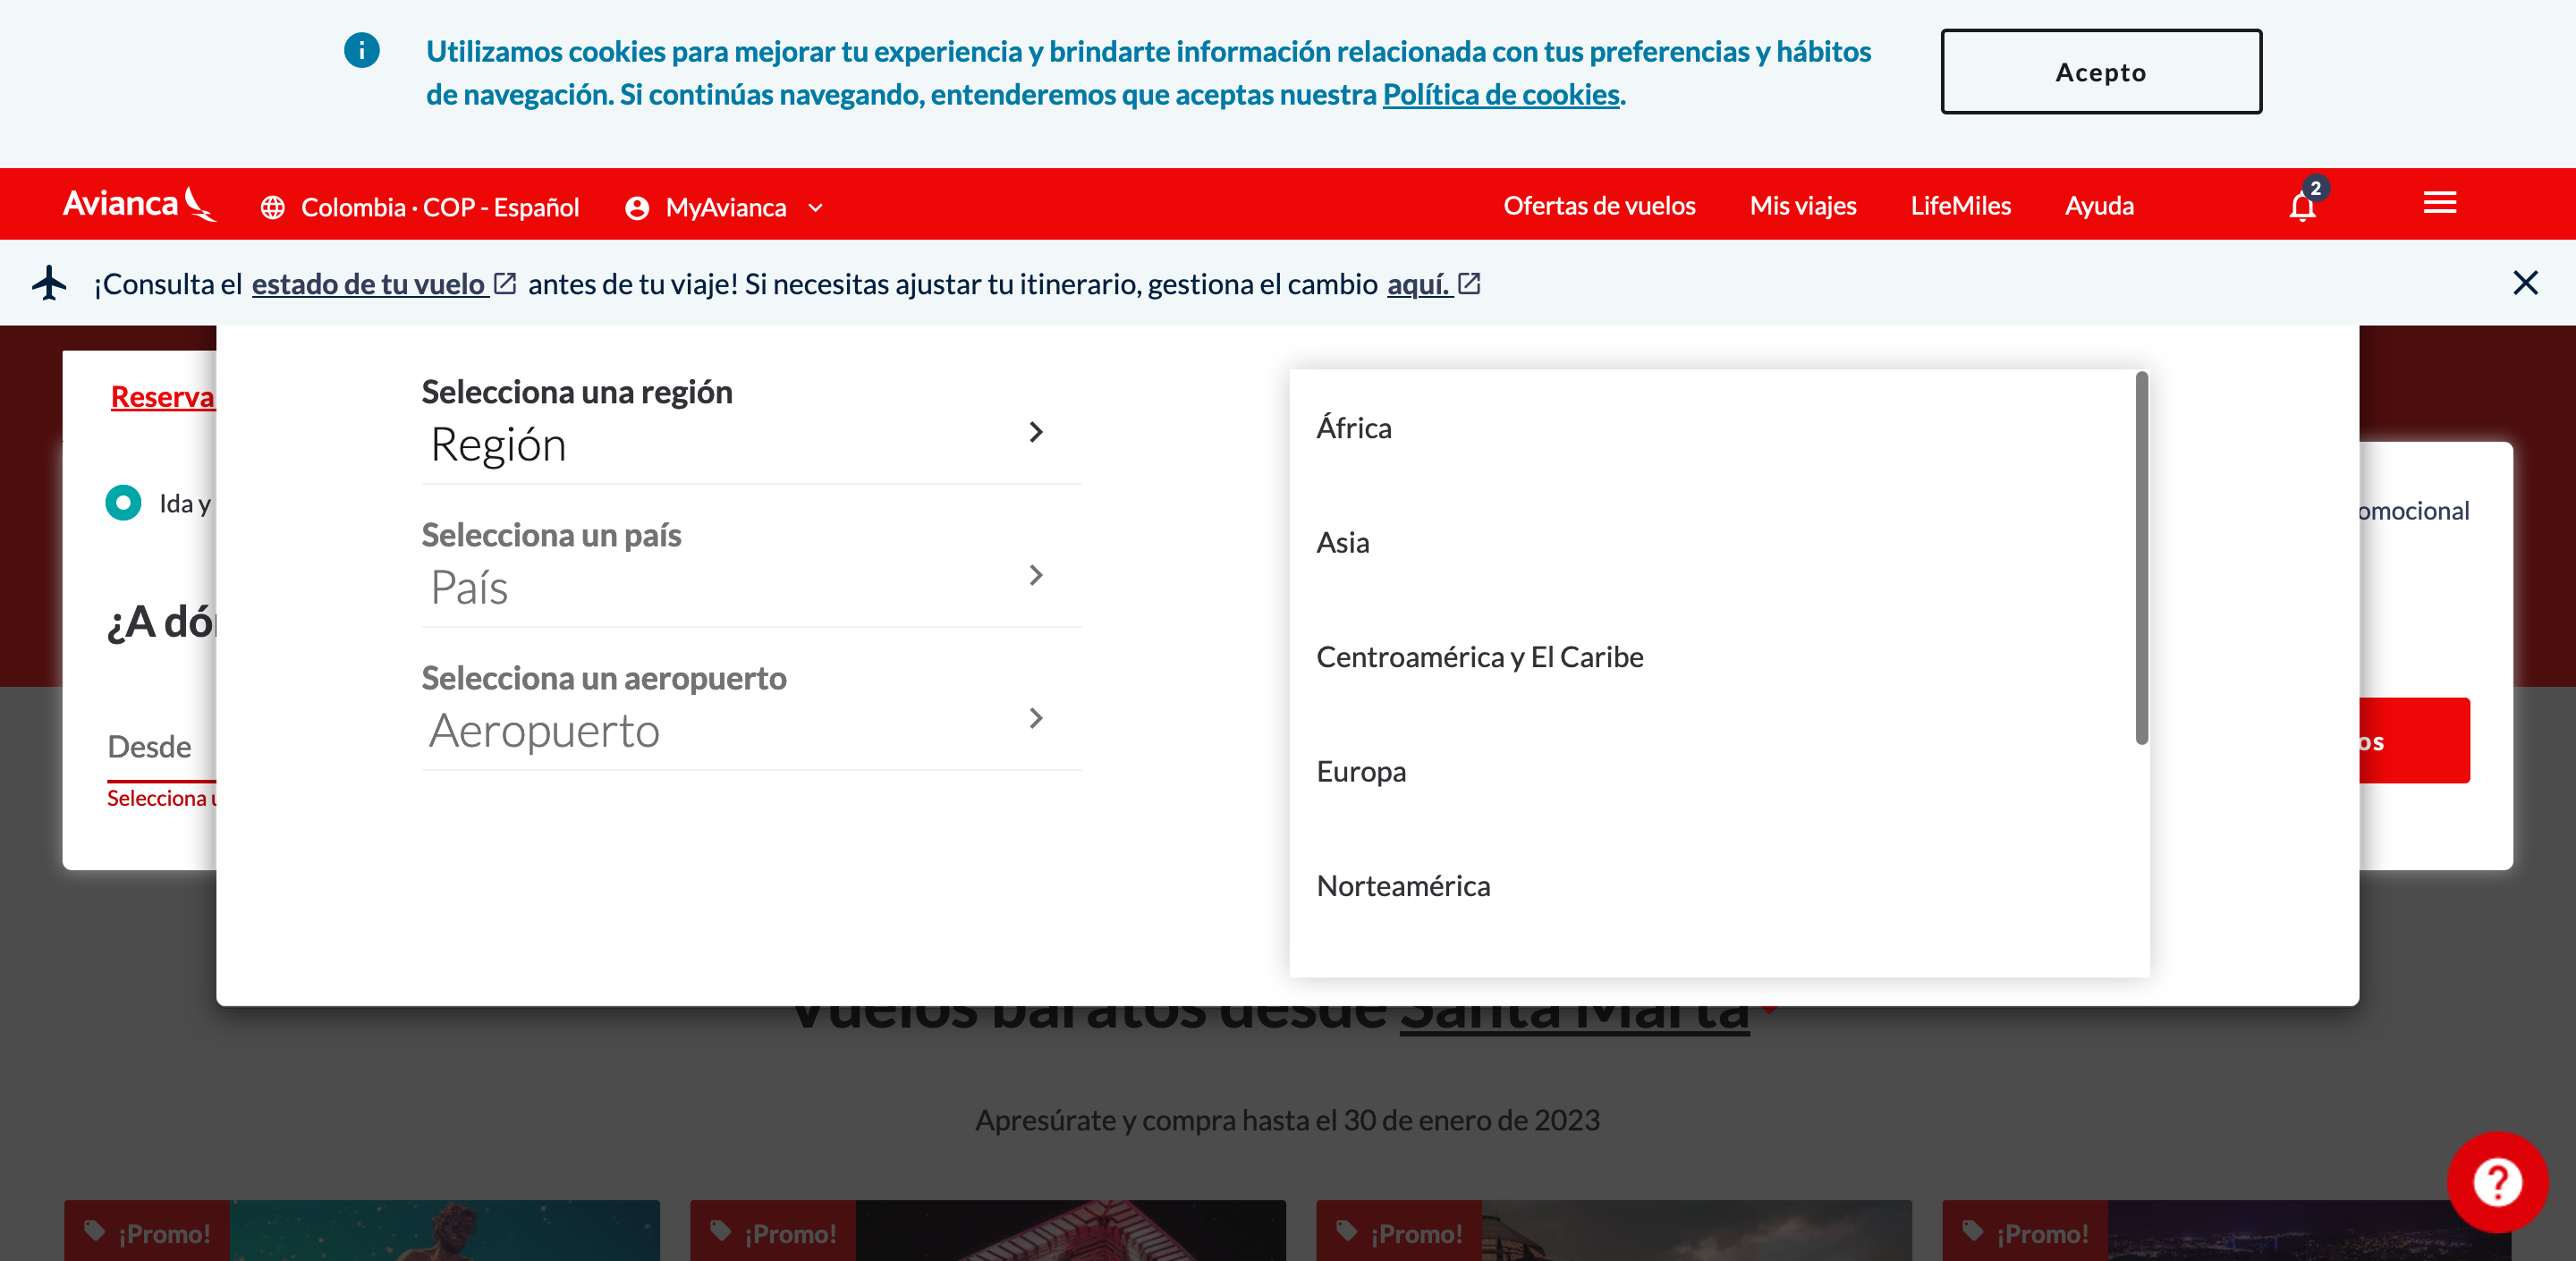 Utilizamos cookies para mejorar tu experiencia y brindarte información relacionada con tus preferencias y hábitos
de navegación. Si continúas navegando, entenderemos que aceptas nuestra Política de cookies.
Acepto
Avianca
Colombia · COP - Español
MyAvianca
Ofertas de vuelos
Mis viajes
LifeMiles
Ayuda
2
¡Consulta el estado de tu vuelo antes de tu viaje! Si necesitas ajustar tu itinerario, gestiona el cambio aquí.
Reserva
Ida y
¿A dó
Desde
Selecciona
Selecciona una región
Región
Selecciona un país
País
Selecciona un aeropuerto
Aeropuerto
África
Asia
Centroamérica y El Caribe
Europa
Norteamérica
omocional
os
Vuelos baratos desde Santa Marta
Apresúrate y compra hasta el 30 de enero de 2023
¡Promo!
¡Promo!
¡Promo!
¡Promo!